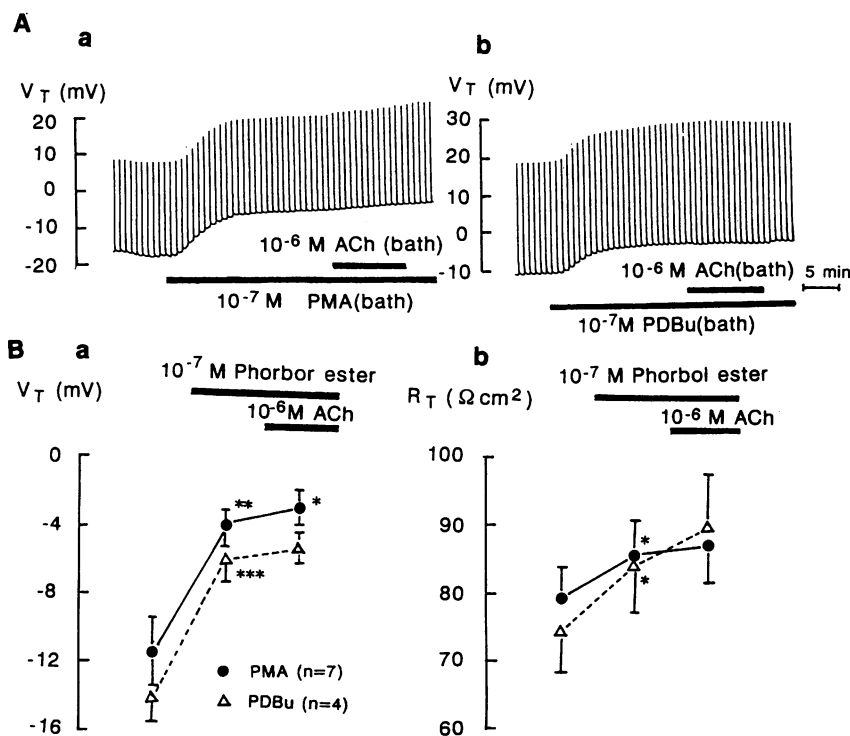 A
a
V T (mV)
20
10
0
-10
-20
10-6 M ACh (bath)
10-7 M PMA(bath)
b
V T (mV)
30
20
10
0
-10
10-6 M ACh(bath)
5 min
10-7M PDBu(bath)
B
a
V T (mV)
10-7 M Phorbor ester
10-6M ACh
0
-4
-8
-12
-16
**
*
***
PMA (n=7)
PDBu (n=4)
b
R T (Ω cm2)
10-7 M Phorbol ester
10-6 M ACh
100
90
80
70
60
*
*